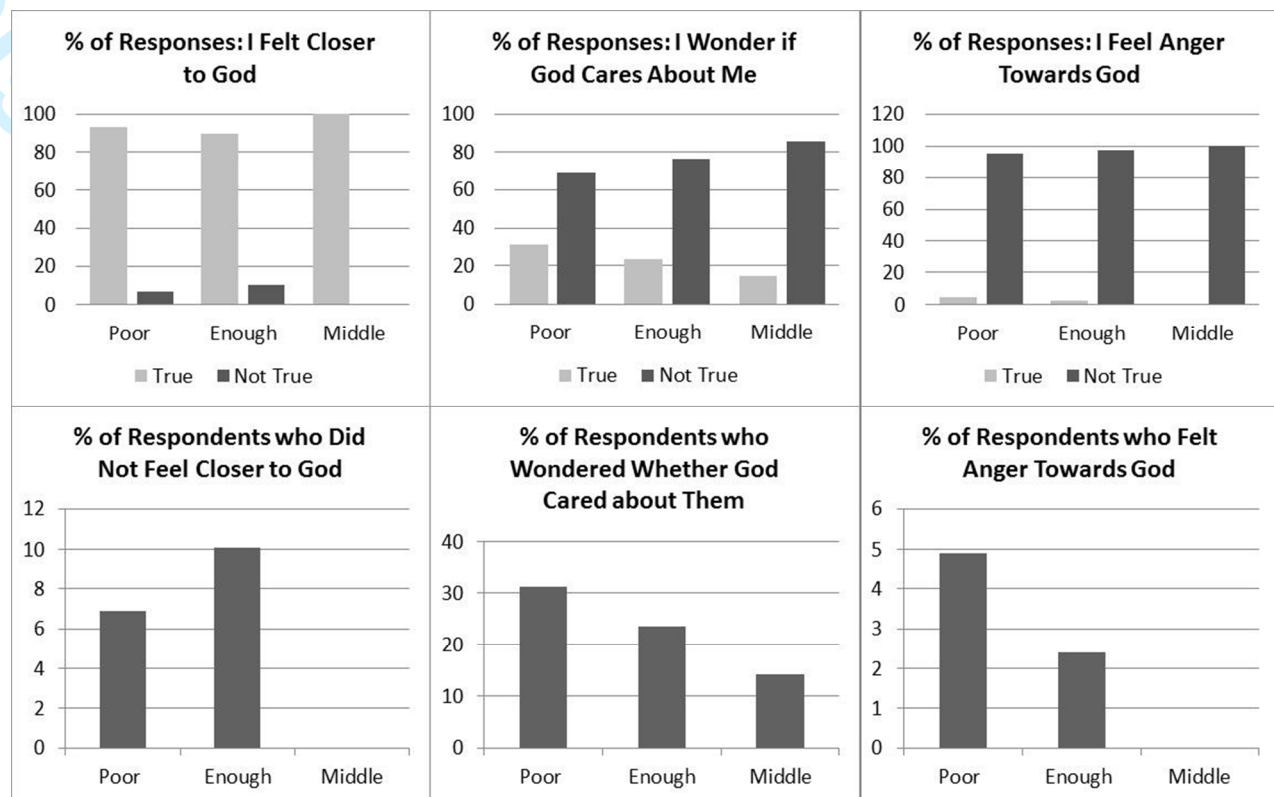 % of Responses: I Felt Closer
to God
100
80
60
40
20
0
Poor Enough Middle
True Not True
% of Responses: I Wonder if
God Cares About Me
100
80
60
40
20
0
Poor Enough Middle
True Not True
% of Responses: I Feel Anger
Towards God
120
100
80
60
40
20
0
Poor Enough Middle
True Not True
% of Respondents who Did
Not Feel Closer to God
12
10
8
6
4
2
0
Poor Enough Middle
% of Respondents who
Wondered Whether God
Cared about Them
40
30
20
10
0
Poor Enough Middle
% of Respondents who Felt
Anger Towards God
6
5
4
3
2
1
0
Poor Enough Middle